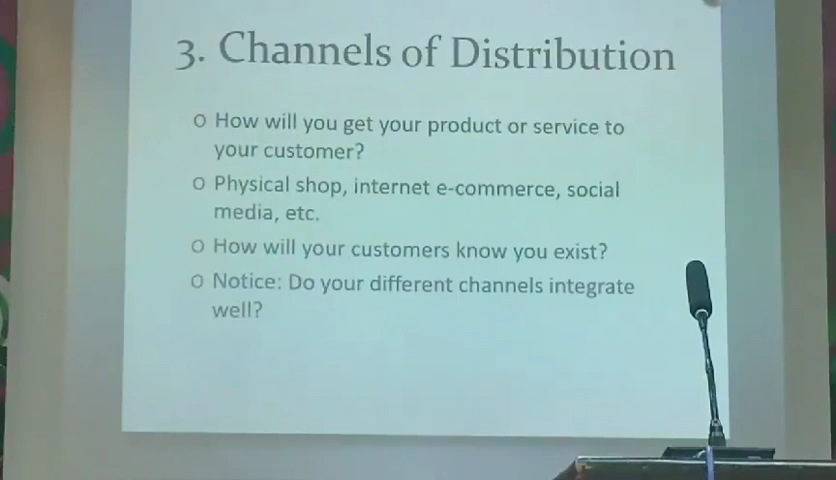 3. Channels of Distribution
o How will you get your product or service to
your customer?
o Physical shop, internet e-commerce, social
media, etc.
o How will your customers know you exist?
o Notice: Do your different channels integrate
well?